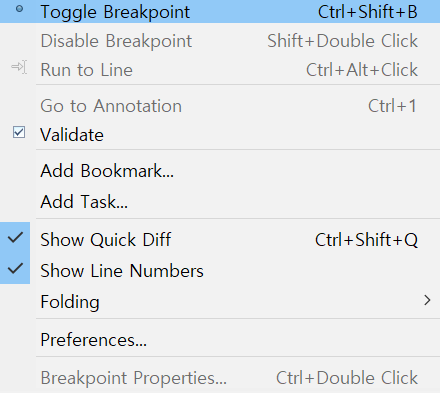 Toggle Breakpoint Ctrl+Shift+B
Disable Breakpoint Shift+Double Click
Run to Line Ctrl+Alt+Click
Go to Annotation Ctrl+1
Validate
Add Bookmark...
Add Task...
Show Quick Diff Ctrl+Shift+Q
Show Line Numbers
Folding
Preferences...
Breakpoint Properties... Ctrl+Double Click